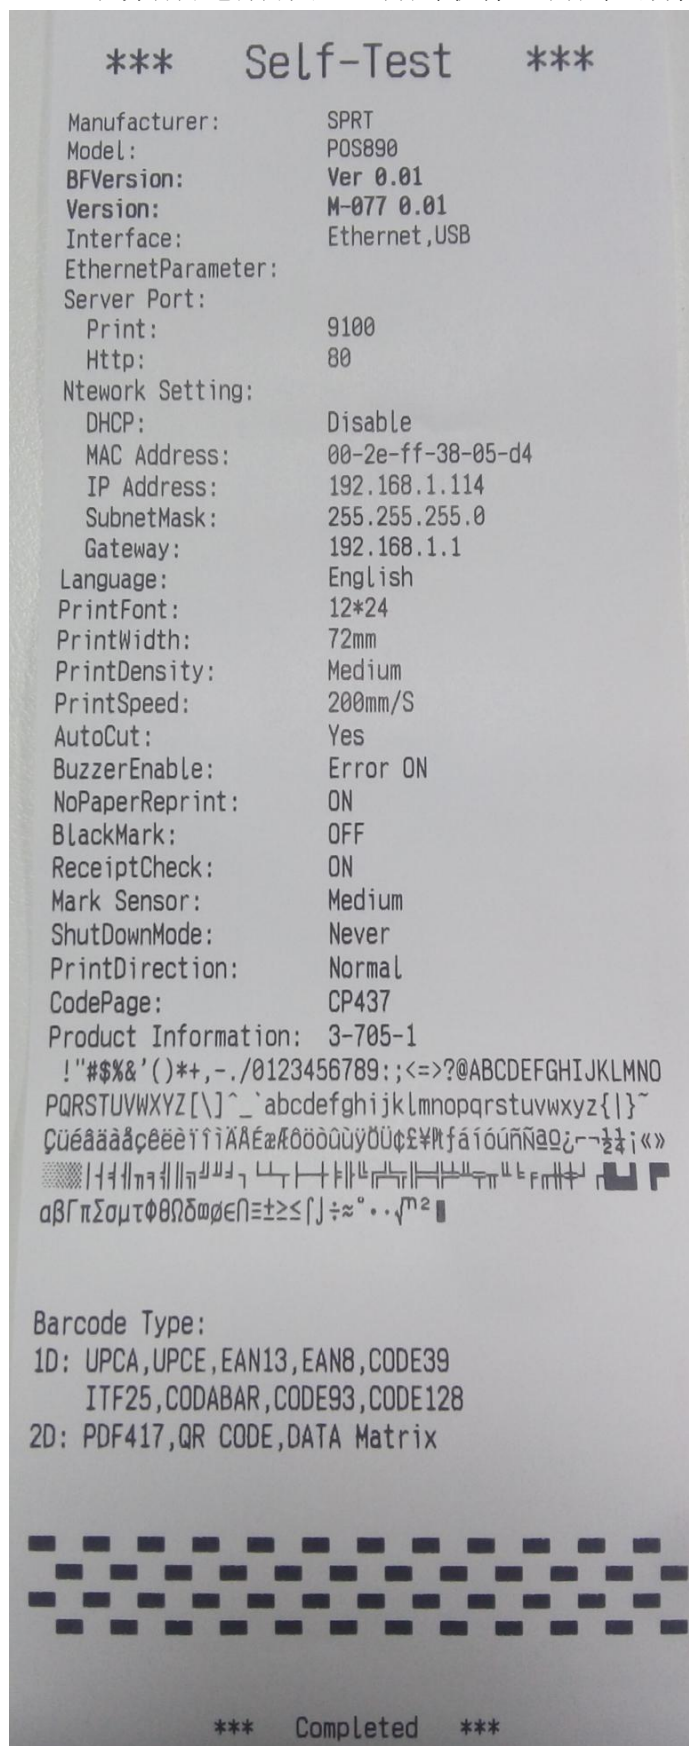 *** Self-Test ***
Manufacturer: SPRT
Model: POS890
BFVersion: Ver 0.01
Version: M-077 0.01
Interface: Ethernet,USB
EthernetParameter:
Server Port:
Print: 9100
Http: 80
Ntework Setting:
DHCP: Disable
MAC Address: 00-2e-ff-38-05-d4
IP Address: 192.168.1.114
SubnetMask: 255.255.255.0
Gateway: 192.168.1.1
Language: English
PrintFont: 12*24
PrintWidth: 72mm
PrintDensity: Medium
PrintSpeed: 200mm/S
AutoCut: Yes
BuzzerEnable: Error ON
NoPaperReprint: ON
BlackMark: OFF
ReceiptCheck: ON
Mark Sensor: Medium
ShutDownMode: Never
PrintDirection: Normal
CodePage: CP437
Product Information: 3-705-1
!"#$%&'()*+,-./0123456789:;<=>?@ABCDEFGHIJKLMNO
PQRSTUVWXYZ[\]^_`abcdefghijklmnopqrstuvwxyz{|}~
ÇüéâäàåçêëèïîìÄÅÉæÆôöòûùÿÖÜ¢£¥₧ƒáíóúñÑªº¿⌐¬½¼¡«»
αβΓπΣσµτΦθΩδ∞øε∩≡±≥≤⌠⌡÷≈°∙·√ⁿ²■
Barcode Type:
1D: UPCA,UPCE,EAN13,EAN8,CODE39
ITF25,CODABAR,CODE93,CODE128
2D: PDF417,QR CODE,DATA Matrix
*** Completed ***